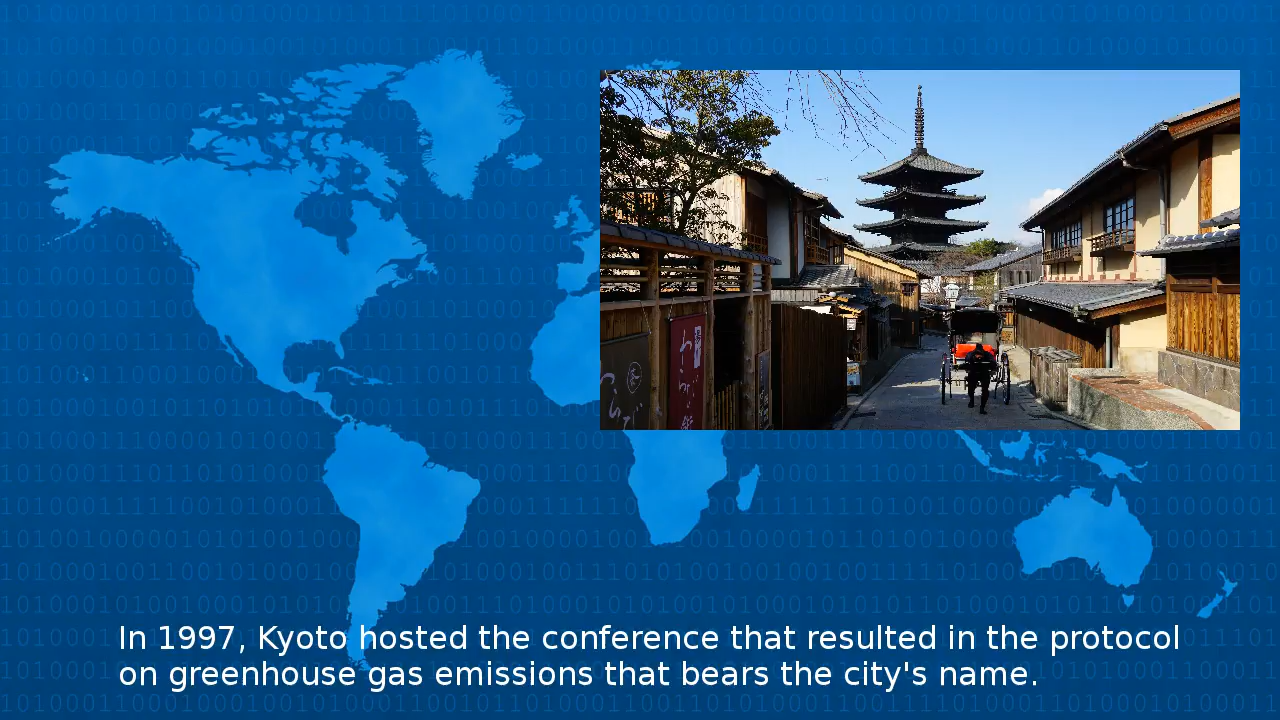 In 1997, Kyoto hosted the conference that resulted in the protocol
on greenhouse gas emissions that bears the city's name.